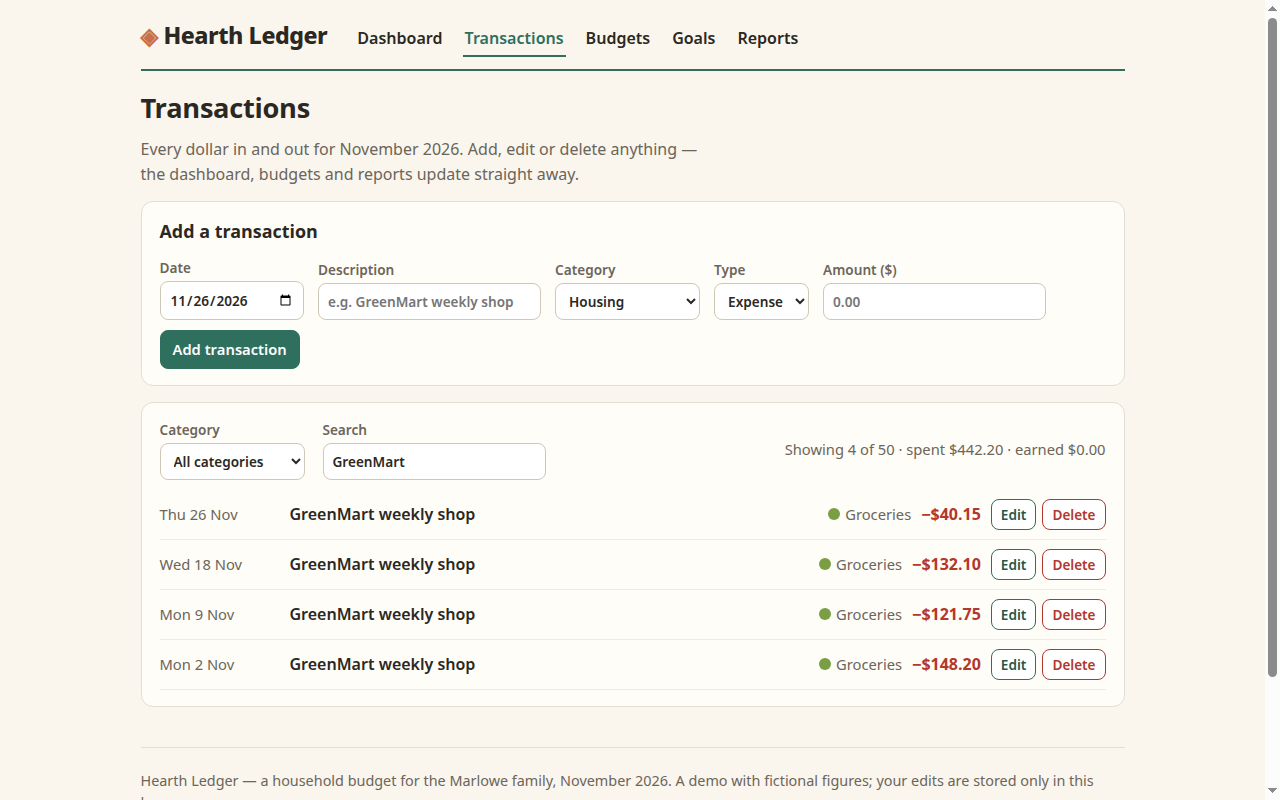 Hearth Ledger Dashboard Transactions Budgets Goals Reports
Transactions
Every dollar in and out for November 2026. Add, edit or delete anything —
the dashboard, budgets and reports update straight away.
Add a transaction
Date Description Category Type Amount ($)
11/26/2026 e.g. GreenMart weekly shop Housing Expense 0.00
Add transaction
Category Search
All categories GreenMart
Showing 4 of 50 · spent $442.20 · earned $0.00
Thu 26 Nov GreenMart weekly shop Groceries −$40.15 Edit Delete
Wed 18 Nov GreenMart weekly shop Groceries −$132.10 Edit Delete
Mon 9 Nov GreenMart weekly shop Groceries −$121.75 Edit Delete
Mon 2 Nov GreenMart weekly shop Groceries −$148.20 Edit Delete
Hearth Ledger — a household budget for the Marlowe family, November 2026. A demo with fictional figures; your edits are stored only in this